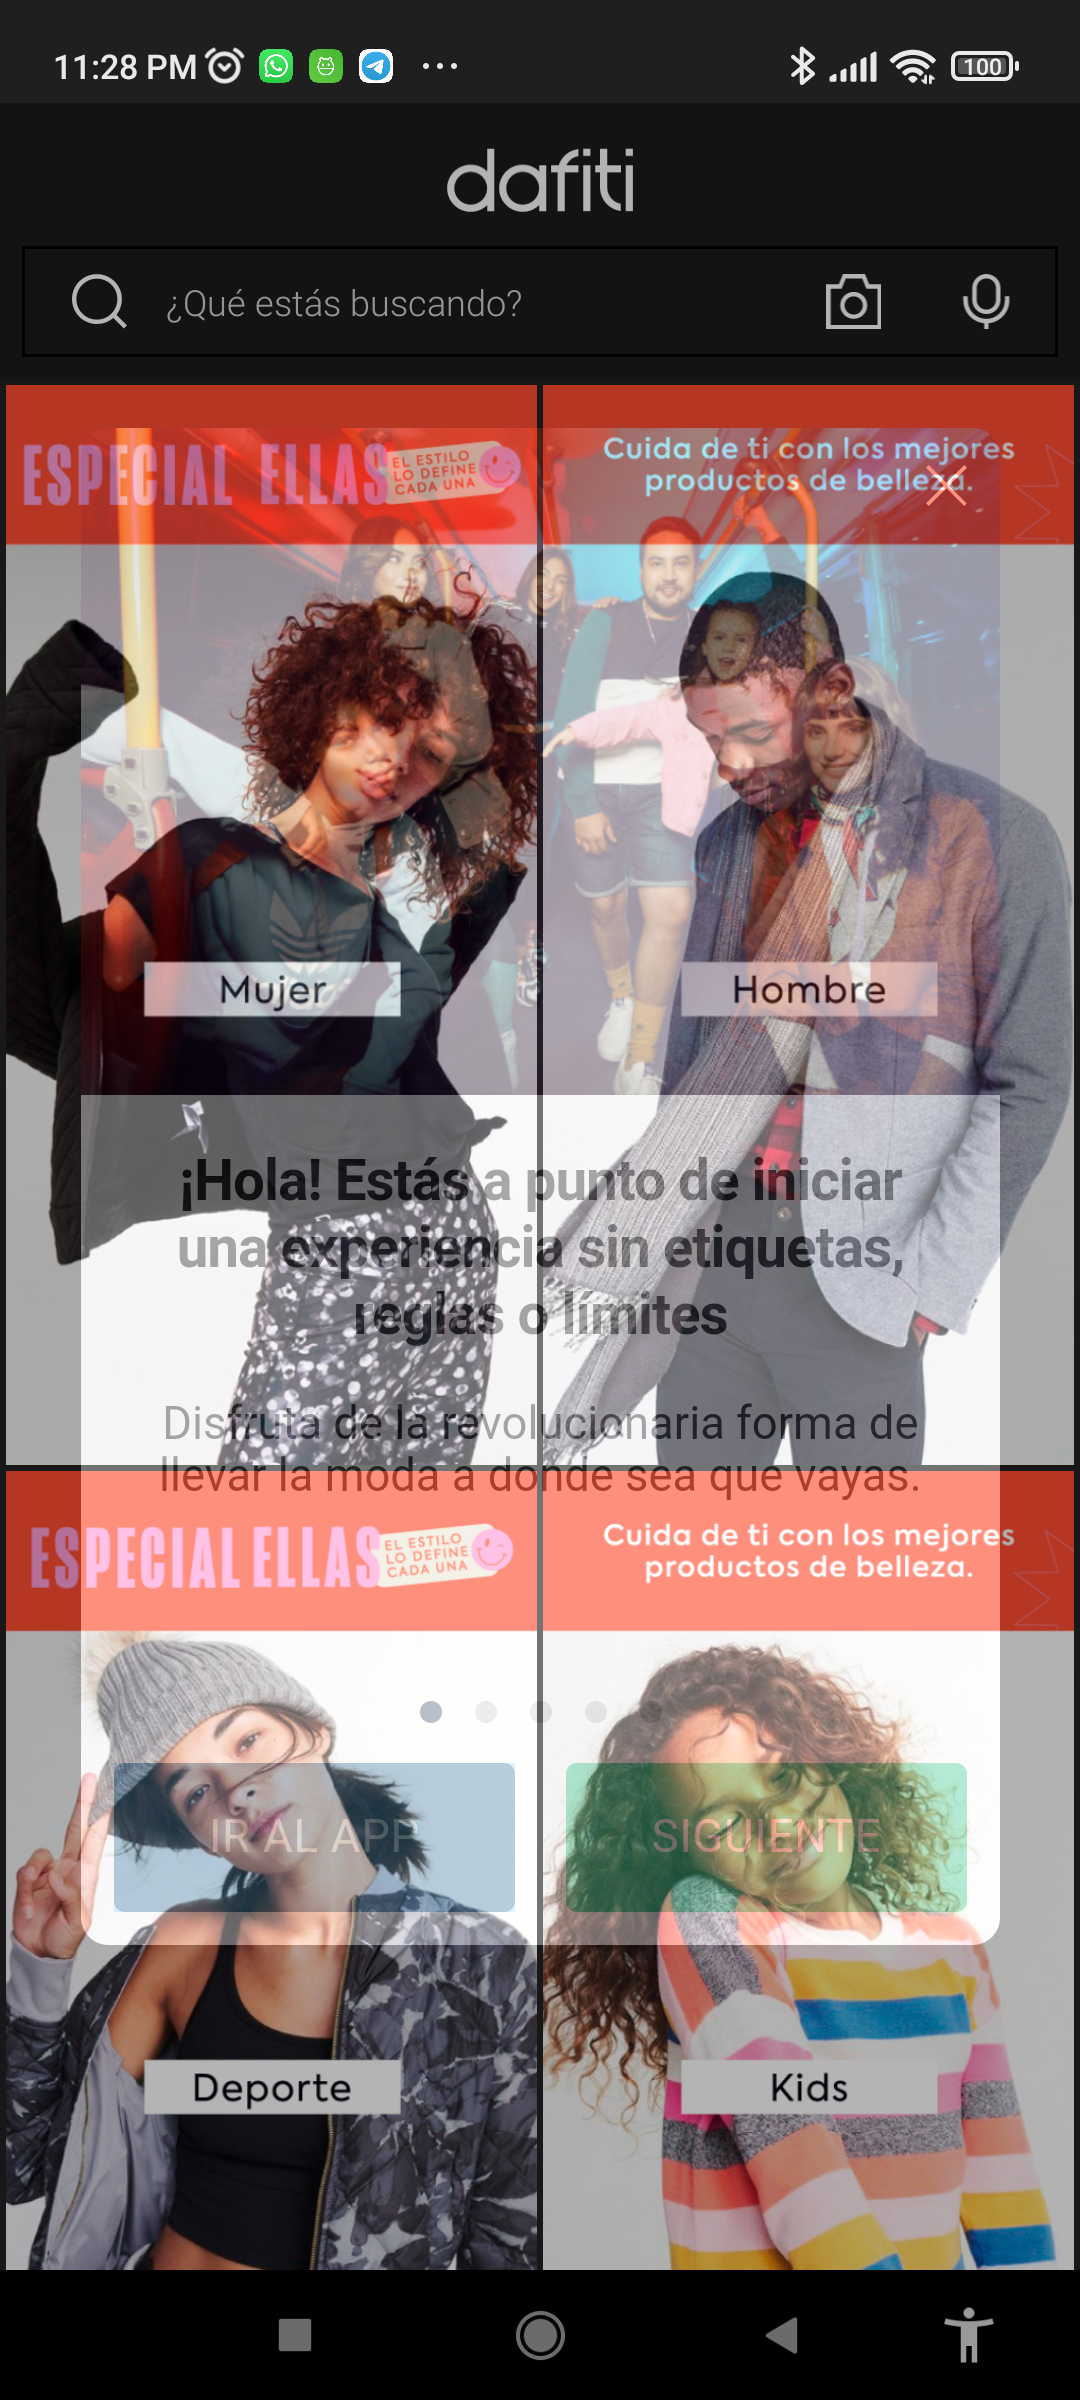 11:28 PM
100
dafiti
¿Qué estás buscando?
ESPECIAL ELLAS
EL ESTILO
LO DEFINE
CADA UNA
Cuida de ti con los mejores
productos de belleza.
Mujer
Hombre
¡Hola! Estás a punto de iniciar
una experiencia sin etiquetas,
reglas o límites
Disfruta de la revolucionaria forma de
llevar la moda a donde sea que vayas.
ESPECIAL ELLAS
EL ESTILO
LO DEFINE
CADA UNA
Cuida de ti con los mejores
productos de belleza.
IR AL APP
SIGUIENTE
Deporte
Kids